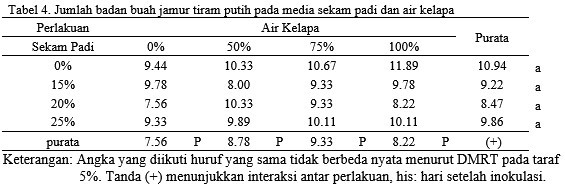 Tabel 4. Jumlah badan buah jamur tiram putih pada media sekam padi dan air kelapa
Perlakuan Air Kelapa Purata
Sekam Padi 0% 50% 75% 100%
0% 9.44 10.33 10.67 11.89 10.94 a
15% 9.78 8.00 9.33 9.78 9.22 a
20% 7.56 10.33 9.33 8.22 8.47 a
25% 9.33 9.89 10.11 10.11 9.86 a
purata 7.56 P 8.78 P 9.33 P 8.22 P (+)
Keterangan: Angka yang diikuti huruf yang sama tidak berbeda nyata menurut DMRT pada taraf
5%. Tanda (+) menunjukkan interaksi antar perlakuan, his: hari setelah inokulasi.